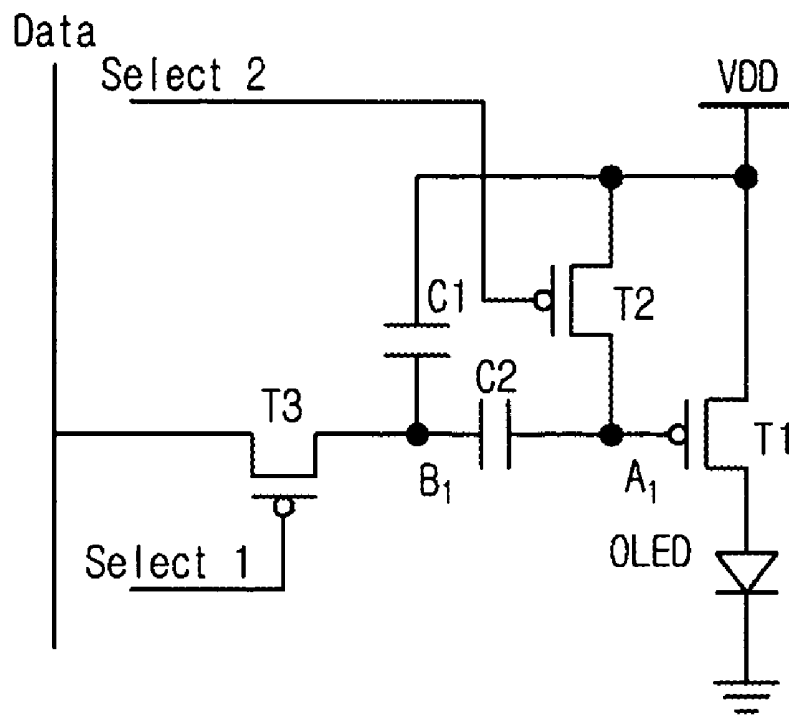 Data
Select 2
VDD
C1
T2
C2
T3
T1
B₁
A₁
OLED
Select 1